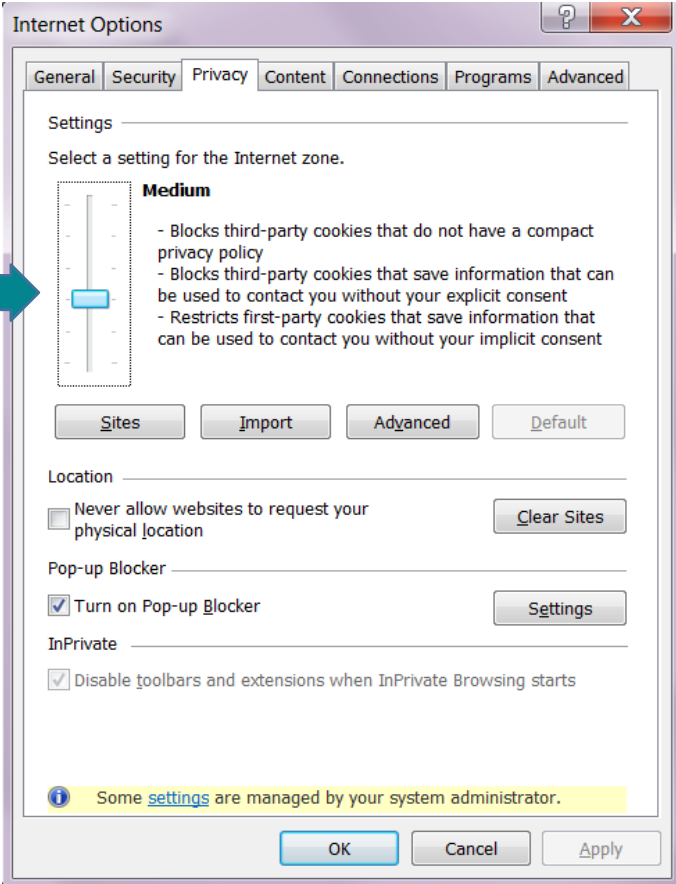 Internet Options
General Security Privacy Content Connections Programs Advanced
Settings
Select a setting for the Internet zone.
Medium
- Blocks third-party cookies that do not have a compact
privacy policy
- Blocks third-party cookies that save information that can
be used to contact you without your explicit consent
- Restricts first-party cookies that save information that
can be used to contact you without your implicit consent
Sites Import Advanced Default
Location
Never allow websites to request your
physical location
Clear Sites
Pop-up Blocker
Turn on Pop-up Blocker
Settings
InPrivate
Disable toolbars and extensions when InPrivate Browsing starts
Some settings are managed by your system administrator.
OK Cancel Apply